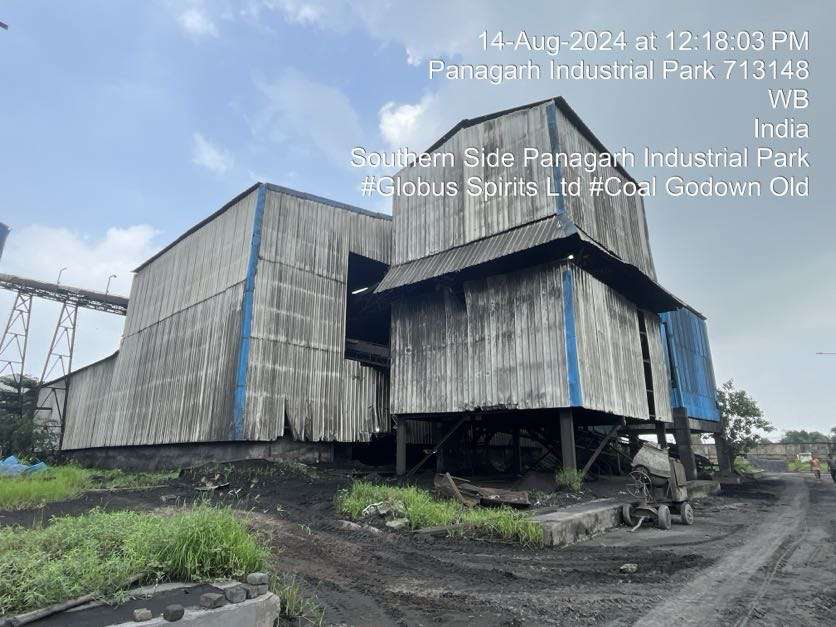 14-Aug-2024 at 12:18:03 PM
Panagarh Industrial Park 713148
WB
India
Southern Side Panagarh Industrial Park
#Globus Spirits Ltd #Coal Godown Old